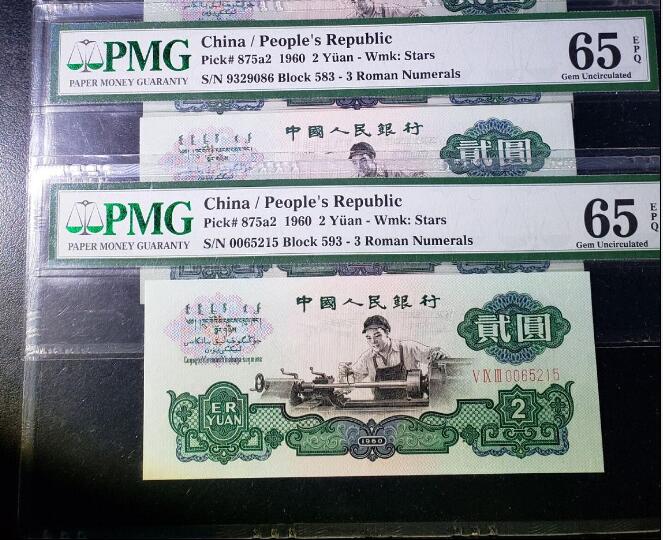 貳圓
PMG
PAPER MONEY GUARANTY
China / People's Republic
Pick# 875a2 1960 2 Yüan - Wmk: Stars
S/N 9329086 Block 583 - 3 Roman Numerals
65
EPQ
Gem Uncirculated
中國人民銀行
貳圓
PMG
PAPER MONEY GUARANTY
China / People's Republic
Pick# 875a2 1960 2 Yüan - Wmk: Stars
S/N 0065215 Block 593 - 3 Roman Numerals
65
EPQ
Gem Uncirculated
中國人民銀行
貳圓
V IX III 0065215
ER
YUAN
1960
2